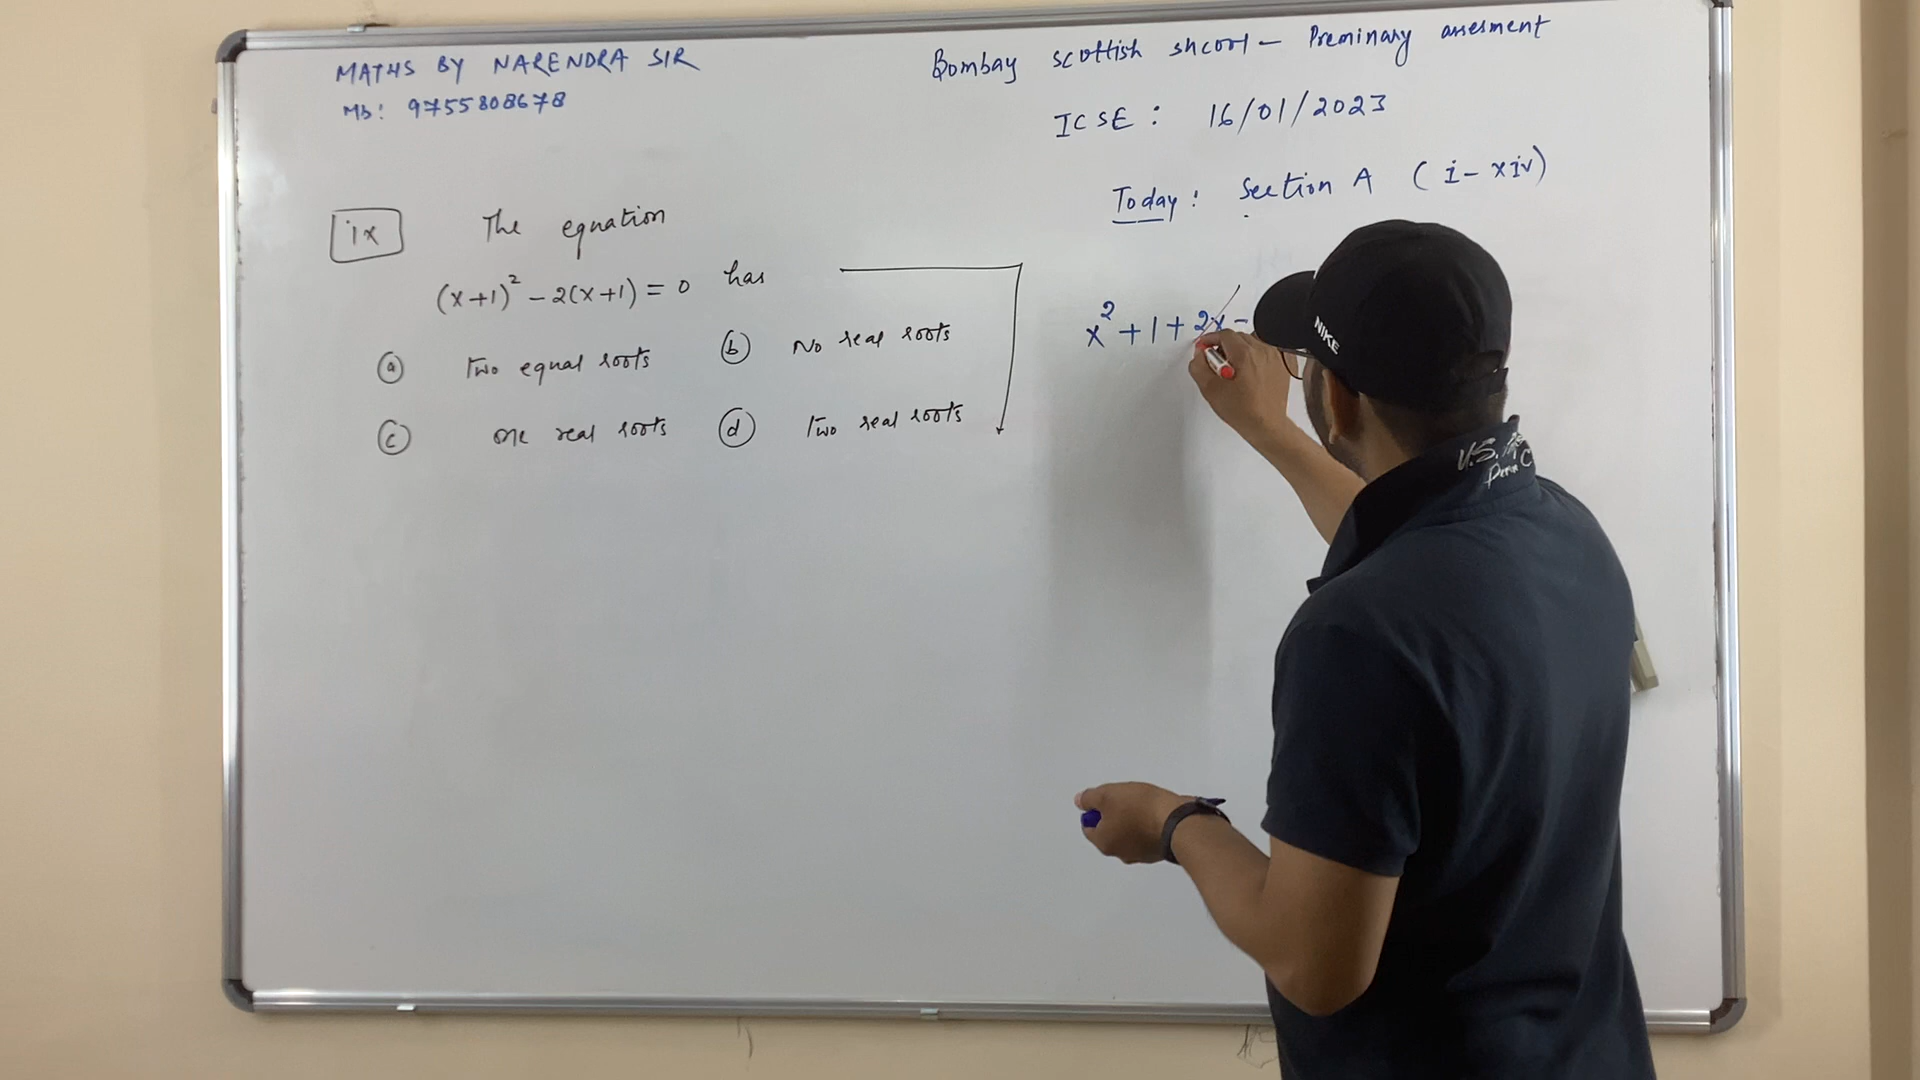 MATHS BY NARENDRA SIR
Mb: 9755808678
Bombay scottish shcool - Preminary assesment
ICSE : 16/01/2023
Today : Section A (i - xiv)
ix The equation
(x+1)² - 2(x+1) = 0 has
(a) Two equal roots (b) No real roots
(c) one real roots (d) Two real roots
x² + 1 + 2x -
NIKE
U.S.